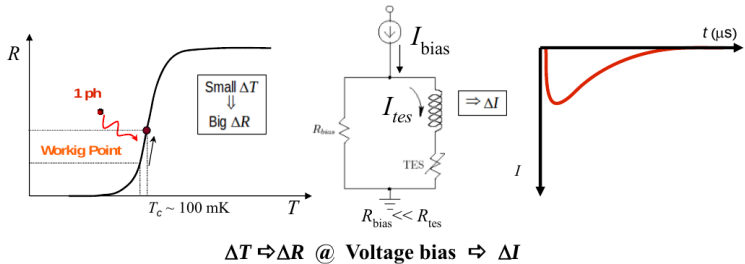 R
1 ph
Small ΔT
⇓
Big ΔR
Workig Point
T_c ~ 100 mK
T
I_bias
I_tes
⇒ ΔI
R_bias
TES
R_bias << R_tes
t (μs)
I
ΔT ⇨ ΔR @ Voltage bias ⇨ ΔI